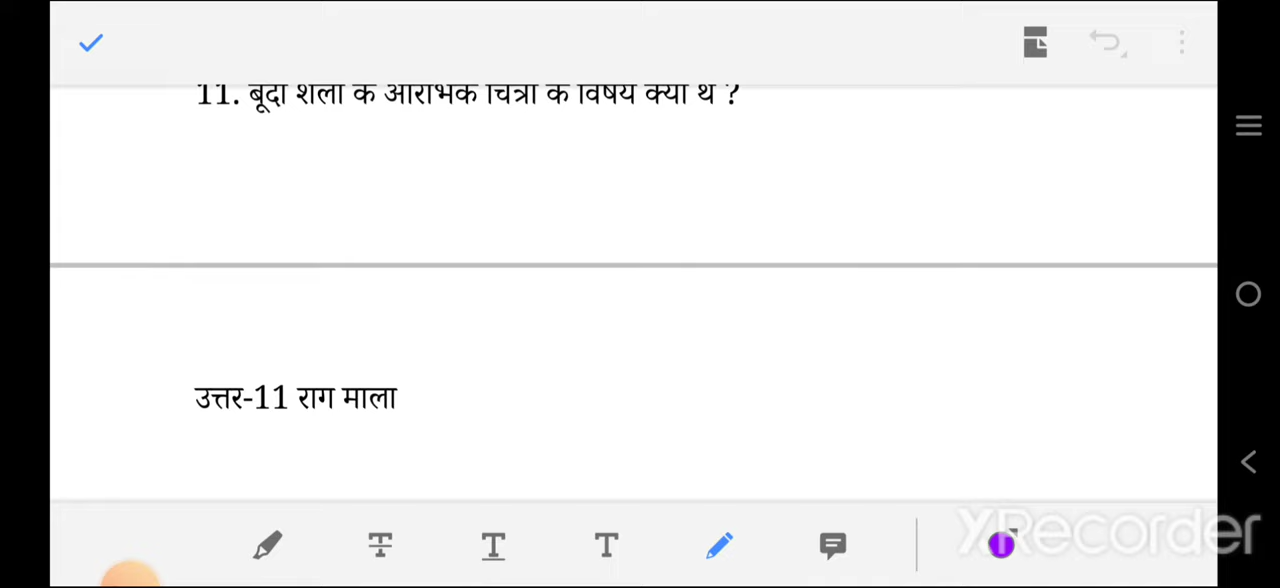 11. बूंदी शैली के आरंभिक चित्रों के विषय क्या थे ?
उत्तर-11 राग माला
T T T
XRecorder